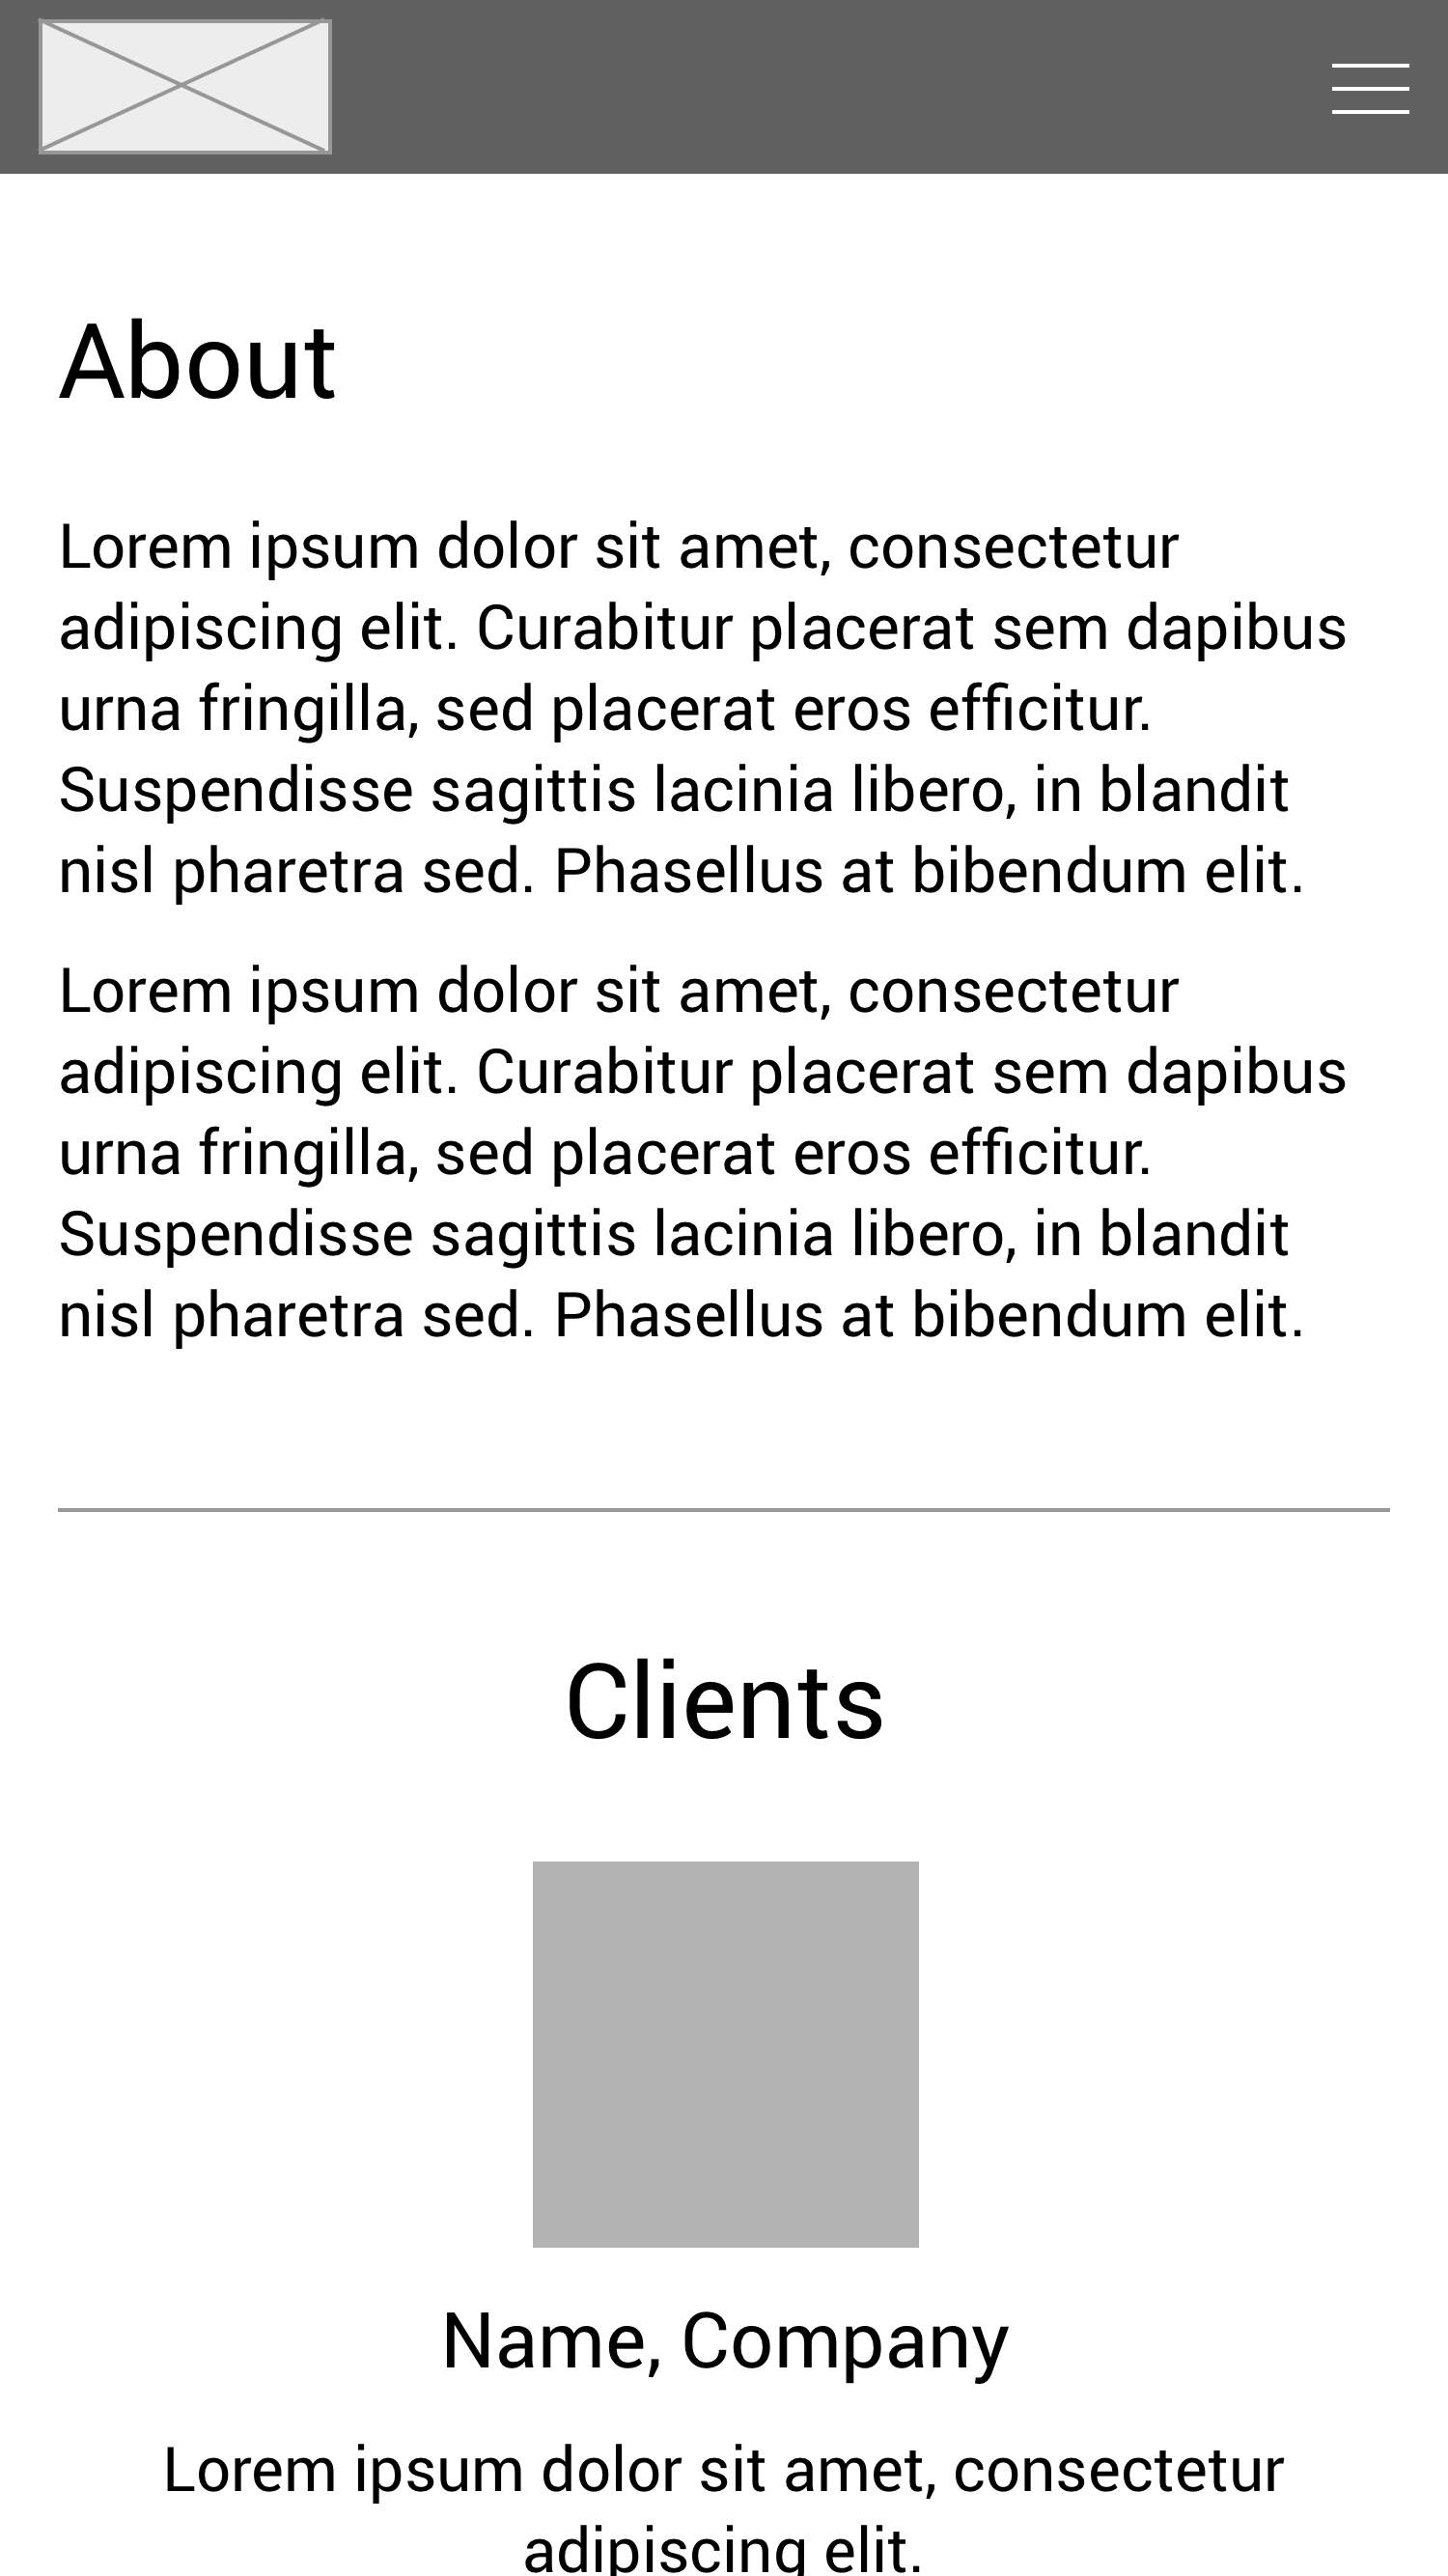 About
Lorem ipsum dolor sit amet, consectetur
adipiscing elit. Curabitur placerat sem dapibus
urna fringilla, sed placerat eros efficitur.
Suspendisse sagittis lacinia libero, in blandit
nisl pharetra sed. Phasellus at bibendum elit.
Lorem ipsum dolor sit amet, consectetur
adipiscing elit. Curabitur placerat sem dapibus
urna fringilla, sed placerat eros efficitur.
Suspendisse sagittis lacinia libero, in blandit
nisl pharetra sed. Phasellus at bibendum elit.
Clients
Name, Company
Lorem ipsum dolor sit amet, consectetur
adipiscing elit.